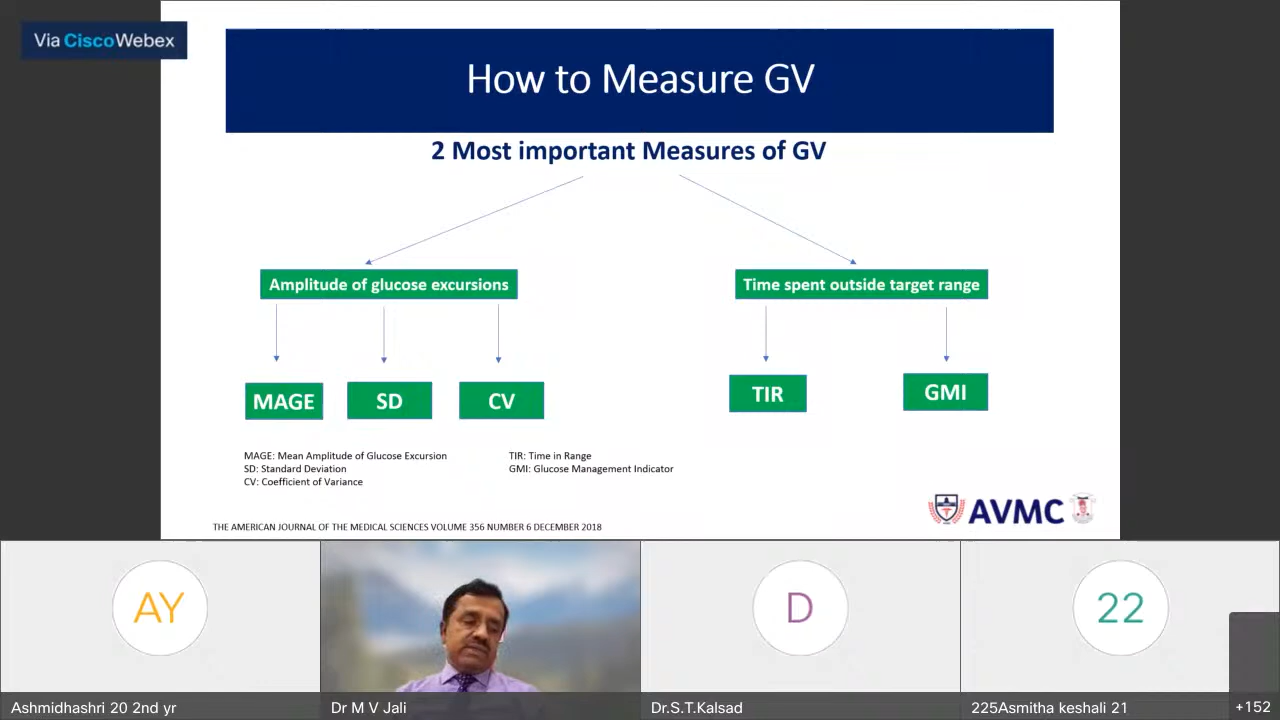 Via CiscoWebex
How to Measure GV
2 Most important Measures of GV
Amplitude of glucose excursions
Time spent outside target range
MAGE
SD
CV
TIR
GMI
MAGE: Mean Amplitude of Glucose Excursion
SD: Standard Deviation
CV: Coefficient of Variance
TIR: Time in Range
GMI: Glucose Management Indicator
AVMC
THE AMERICAN JOURNAL OF THE MEDICAL SCIENCES VOLUME 356 NUMBER 6 DECEMBER 2018
AY
D
22
Ashmidhashri 20 2nd yr
Dr M V Jali
Dr.S.T.Kalsad
225Asmitha keshali 21
+152